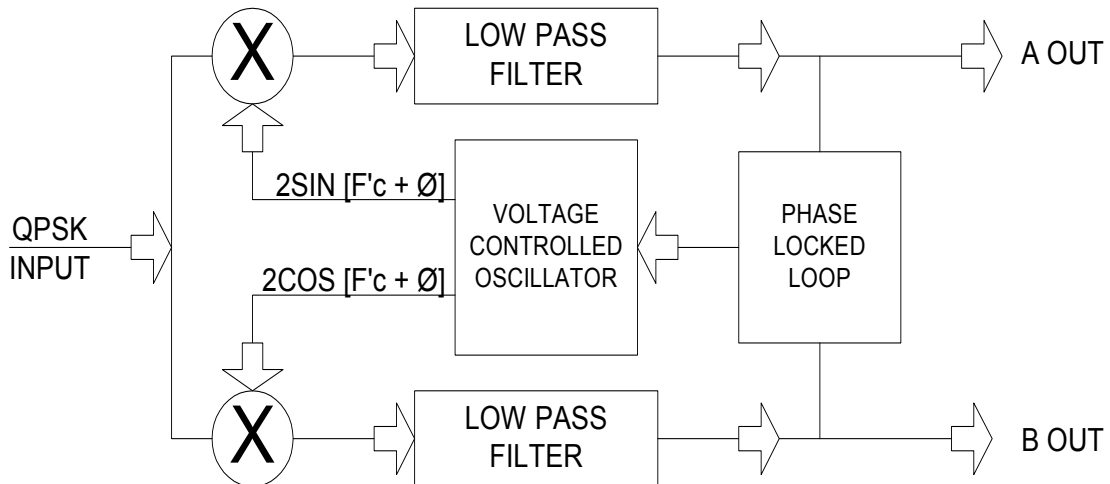 X
LOW PASS
FILTER
A OUT
2SIN [F'c + Ø]
QPSK
INPUT
VOLTAGE
CONTROLLED
OSCILLATOR
PHASE
LOCKED
LOOP
2COS [F'c + Ø]
X
LOW PASS
FILTER
B OUT